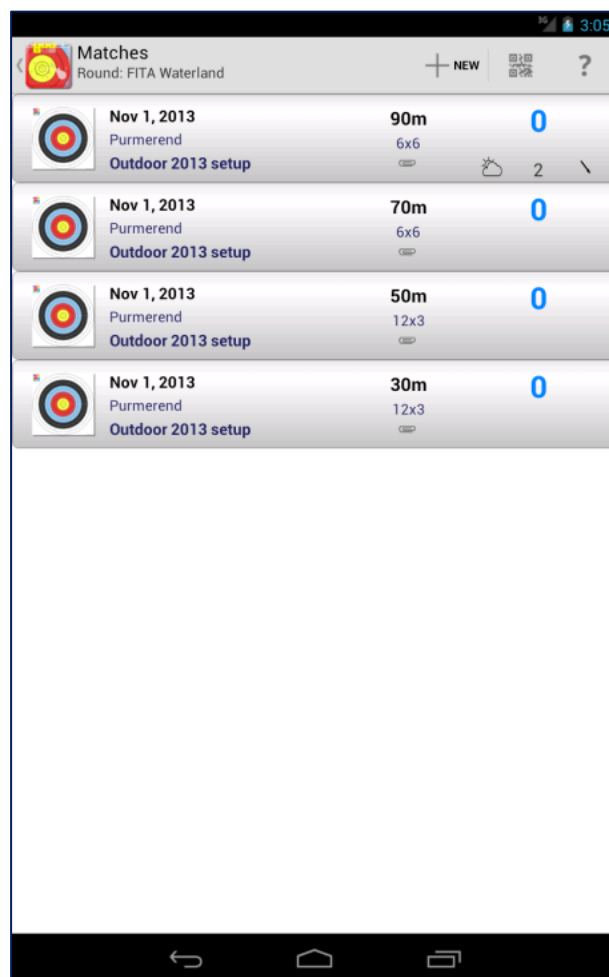 3G 3:05
Matches
Round: FITA Waterland
NEW
?
Nov 1, 2013 90m 0
Purmerend 6x6
Outdoor 2013 setup 2
Nov 1, 2013 70m 0
Purmerend 6x6
Outdoor 2013 setup
Nov 1, 2013 50m 0
Purmerend 12x3
Outdoor 2013 setup
Nov 1, 2013 30m 0
Purmerend 12x3
Outdoor 2013 setup